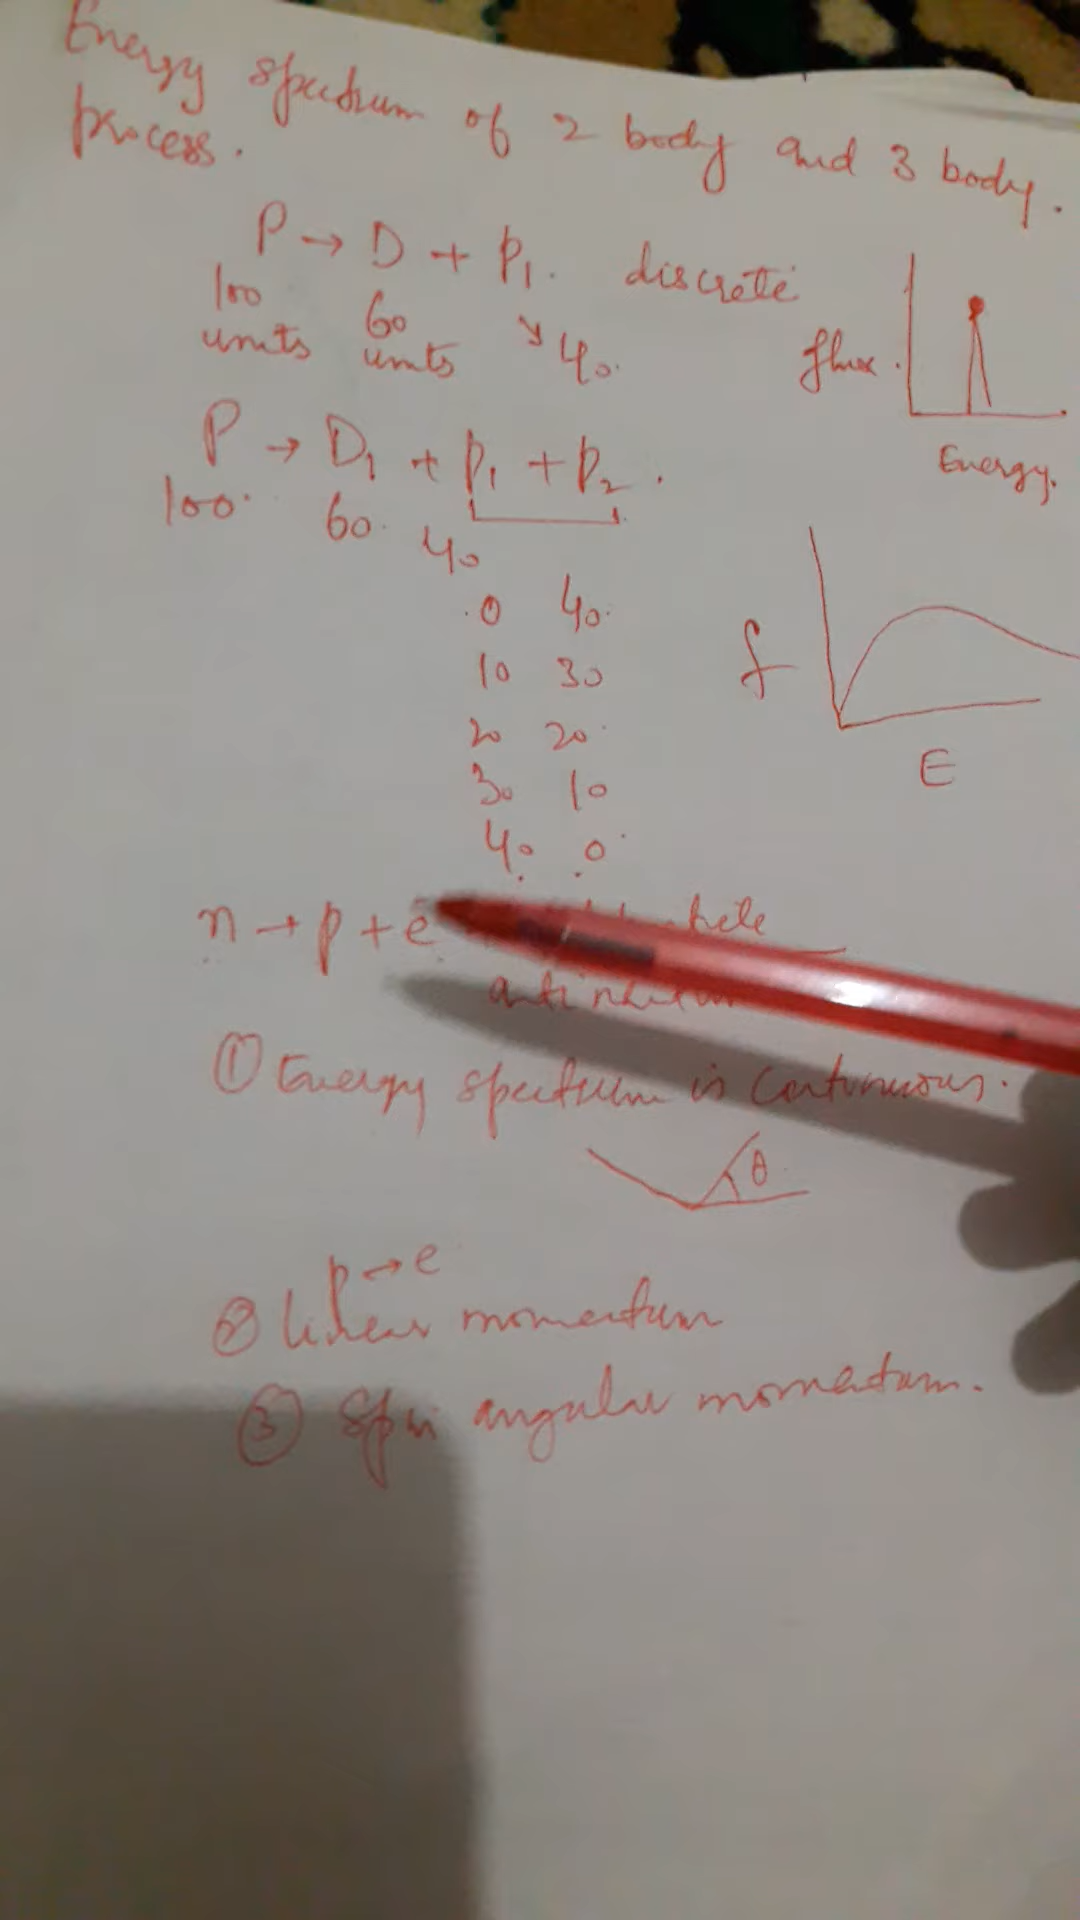 Energy spectrum of 2 body and 3 body.
process.
P → D + P₁. discrete
100 units 60 units ↘ 40.
flux.
Energy.
P → D₁ + P₁ + P₂.
100. 60. 40
0 40.
10 30
20 20.
30 10
40. 0
f
E
n → p + e⁻
① Energy spectrum is continuous.
θ
p → e
② linear momentum
③ spin angular momentum.